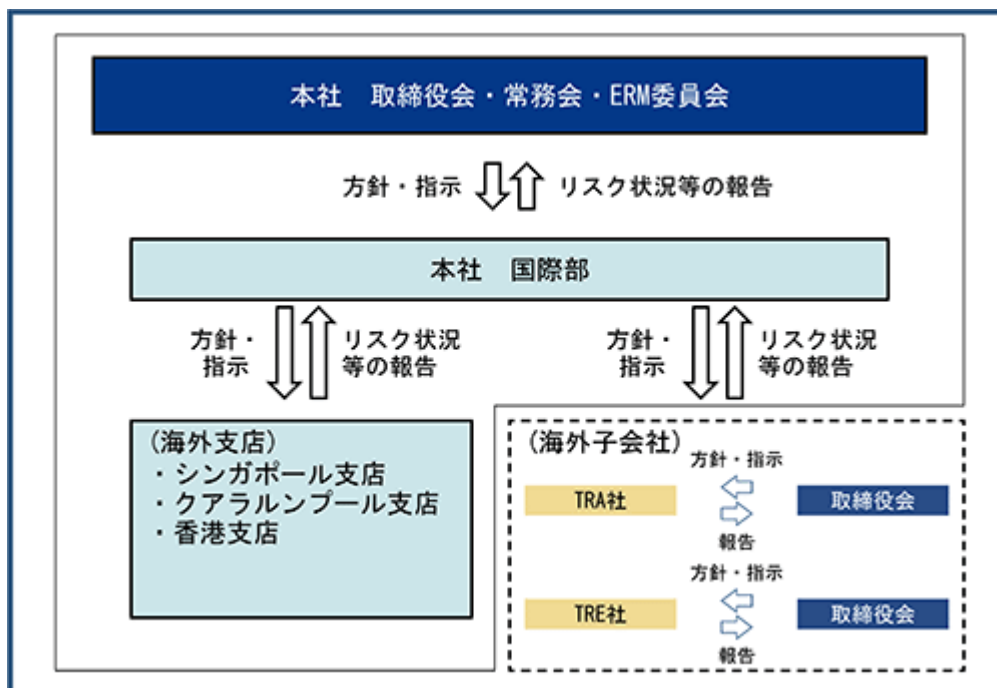 本社　取締役会・常務会・ERM委員会
方針・指示
リスク状況等の報告
本社　国際部
方針・
指示
リスク状況
等の報告
方針・
指示
リスク状況
等の報告
(海外支店)
・シンガポール支店
・クアラルンプール支店
・香港支店
(海外子会社)
方針・指示
TRA社
取締役会
報告
方針・指示
TRE社
取締役会
報告